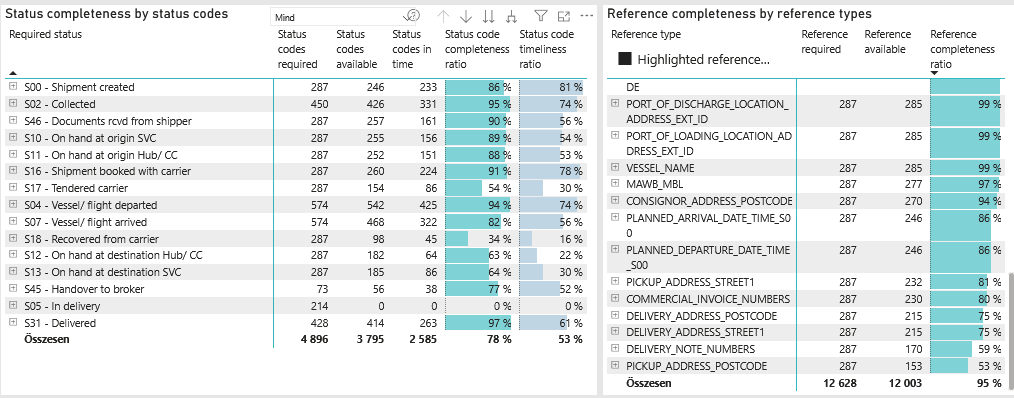 Status completeness by status codes
Mind
Required status Status codes required Status codes available Status codes in time Status code completeness ratio Status code timeliness ratio
S00 - Shipment created 287 246 233 86 % 81 %
S02 - Collected 450 426 331 95 % 74 %
S46 - Documents rcvd from shipper 287 257 161 90 % 56 %
S10 - On hand at origin SVC 287 255 156 89 % 54 %
S11 - On hand at origin Hub/ CC 287 252 151 88 % 53 %
S16 - Shipment booked with carrier 287 260 224 91 % 78 %
S17 - Tendered carrier 287 154 86 54 % 30 %
S04 - Vessel/ flight departed 574 542 425 94 % 74 %
S07 - Vessel/ flight arrived 574 468 322 82 % 56 %
S18 - Recovered from carrier 287 98 45 34 % 16 %
S12 - On hand at destination Hub/ CC 287 182 64 63 % 22 %
S13 - On hand at destination SVC 287 185 86 64 % 30 %
S45 - Handover to broker 73 56 38 77 % 52 %
S05 - In delivery 214 0 0 0 % 0 %
S31 - Delivered 428 414 263 97 % 61 %
Összesen 4 896 3 795 2 585 78 % 53 %
Reference completeness by reference types
Reference type Reference required Reference available Reference completeness ratio
Highlighted reference...
DE
PORT_OF_DISCHARGE_LOCATION_ 287 285 99 %
ADDRESS_EXT_ID
PORT_OF_LOADING_LOCATION_AD 287 285 99 %
DRESS_EXT_ID
VESSEL_NAME 287 285 99 %
MAWB_MBL 287 277 97 %
CONSIGNOR_ADDRESS_POSTCODE 287 270 94 %
PLANNED_ARRIVAL_DATE_TIME_S0 287 246 86 %
0
PLANNED_DEPARTURE_DATE_TIME 287 246 86 %
_S00
PICKUP_ADDRESS_STREET1 287 232 81 %
COMMERCIAL_INVOICE_NUMBERS 287 230 80 %
DELIVERY_ADDRESS_POSTCODE 287 215 75 %
DELIVERY_ADDRESS_STREET1 287 215 75 %
DELIVERY_NOTE_NUMBERS 287 170 59 %
PICKUP_ADDRESS_POSTCODE 287 153 53 %
Összesen 12 628 12 003 95 %